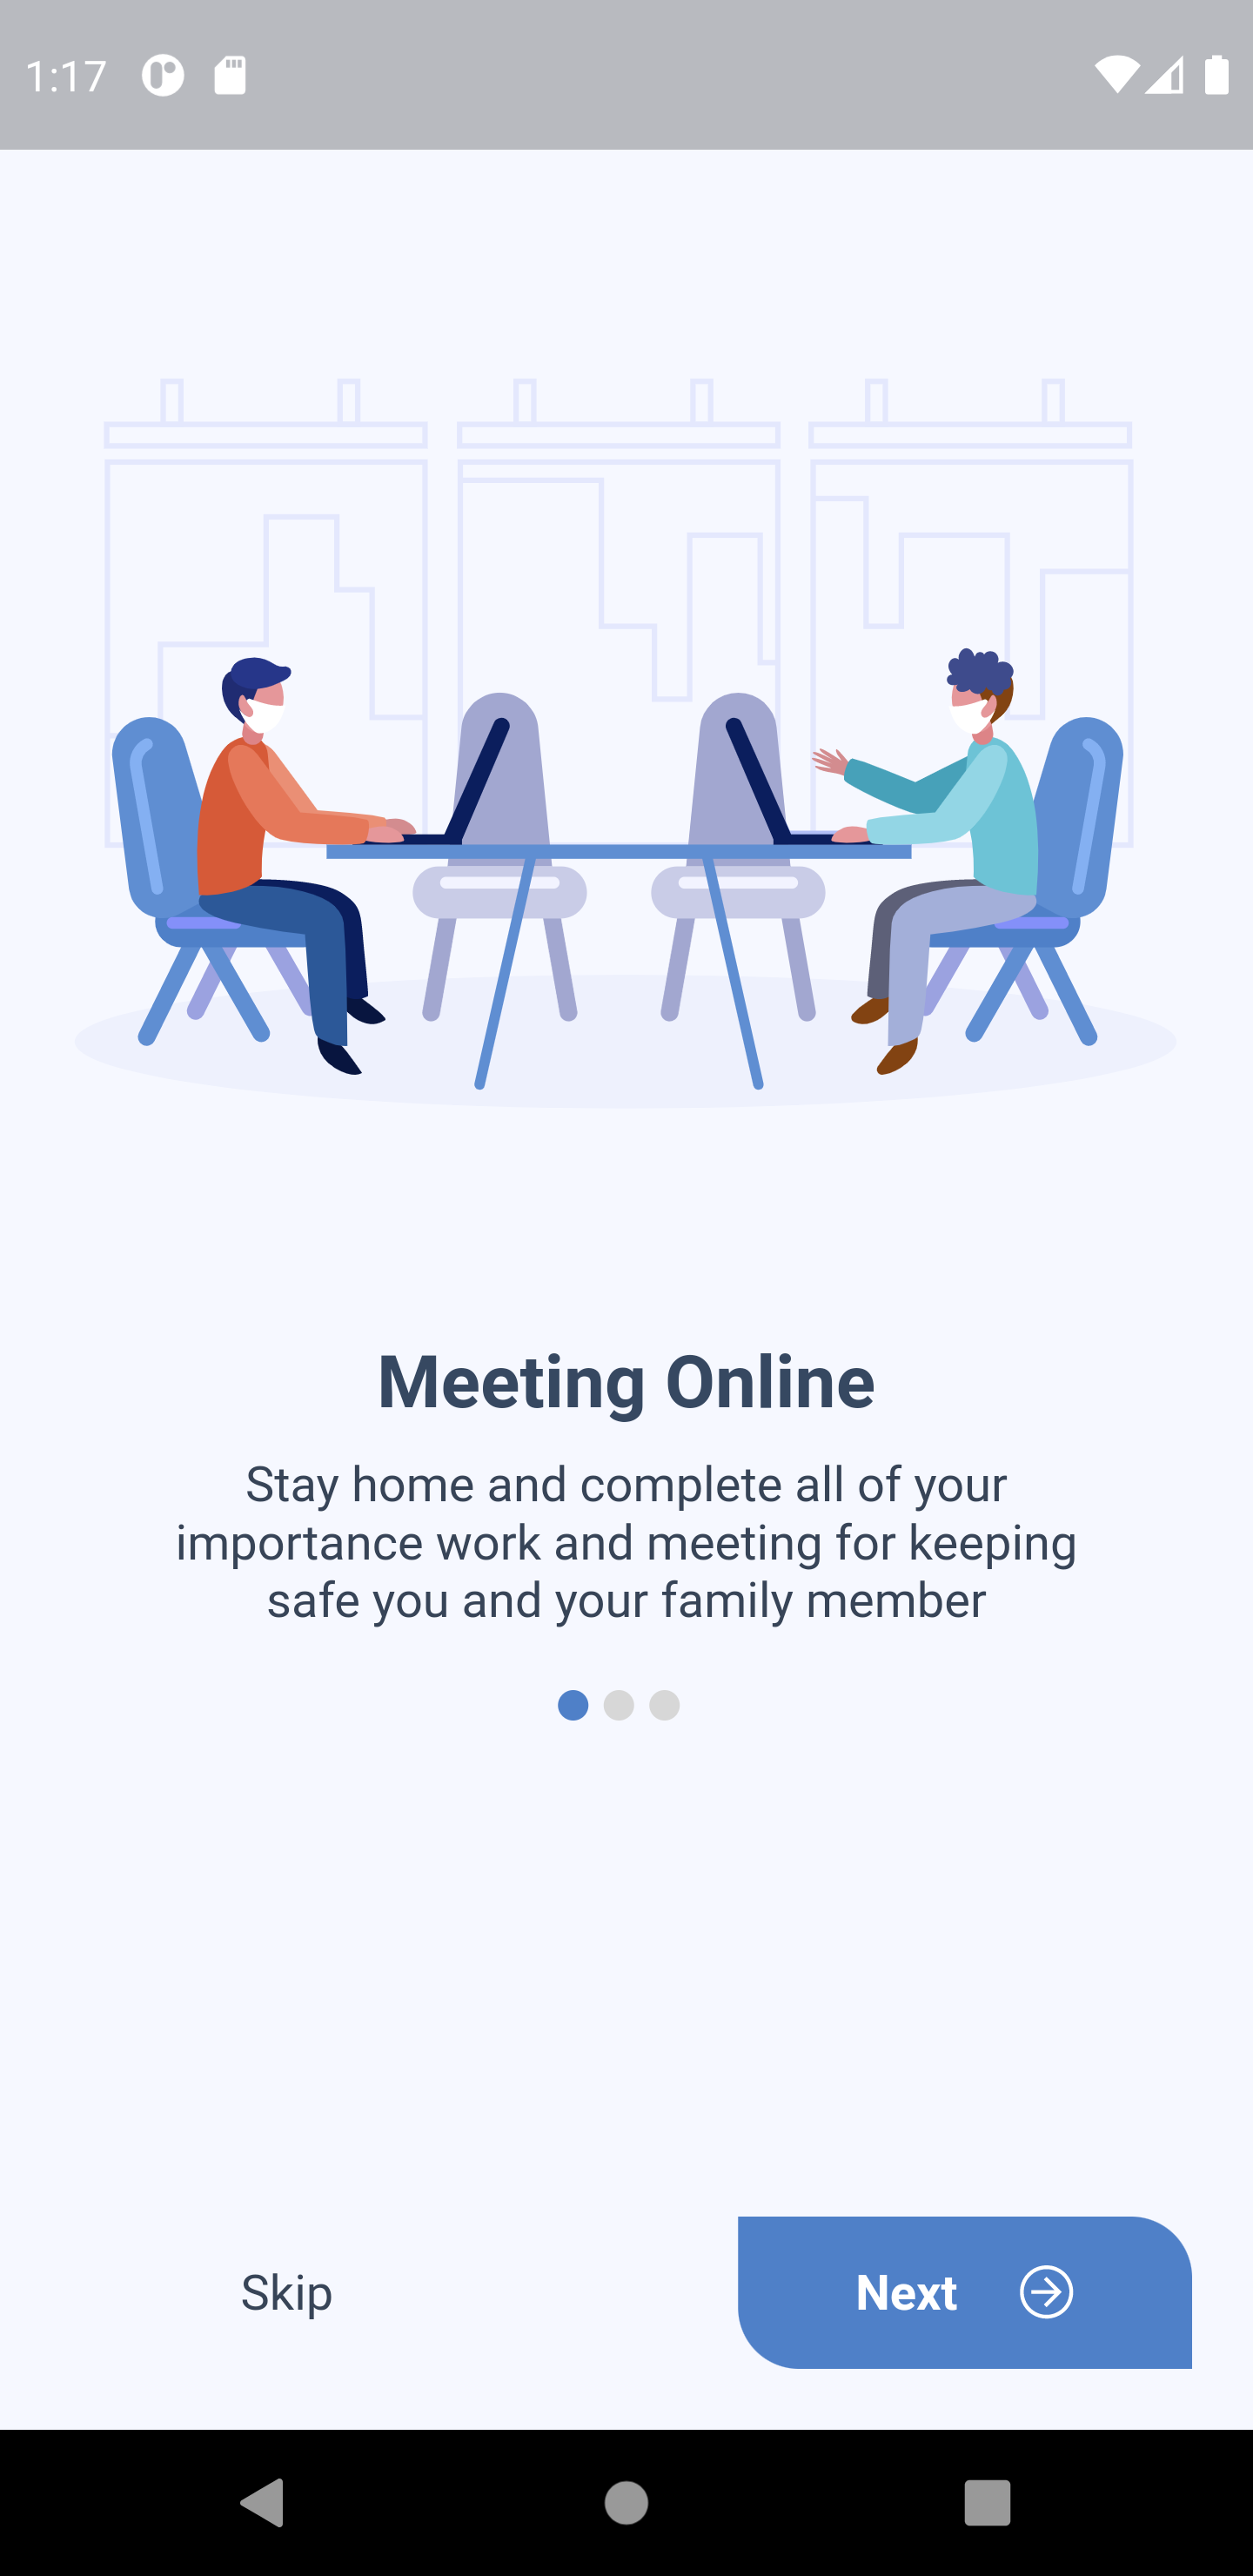 1:17
Meeting Online
Stay home and complete all of your
importance work and meeting for keeping
safe you and your family member
Skip
Next